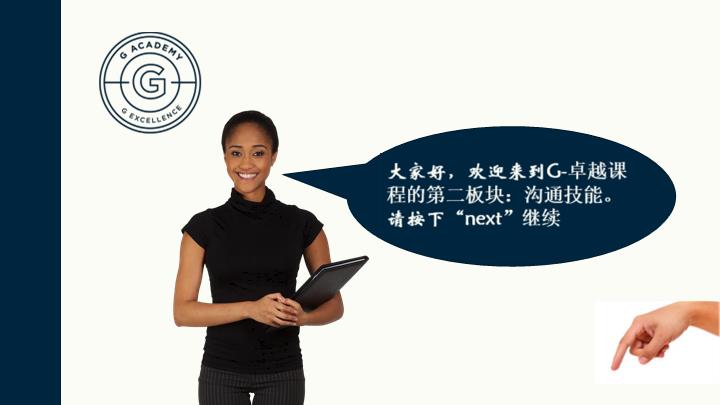 G ACADEMY
G
G EXCELLENCE
大家好，欢迎来到G-卓越课
程的第二板块：沟通技能。
请按下“next”继续